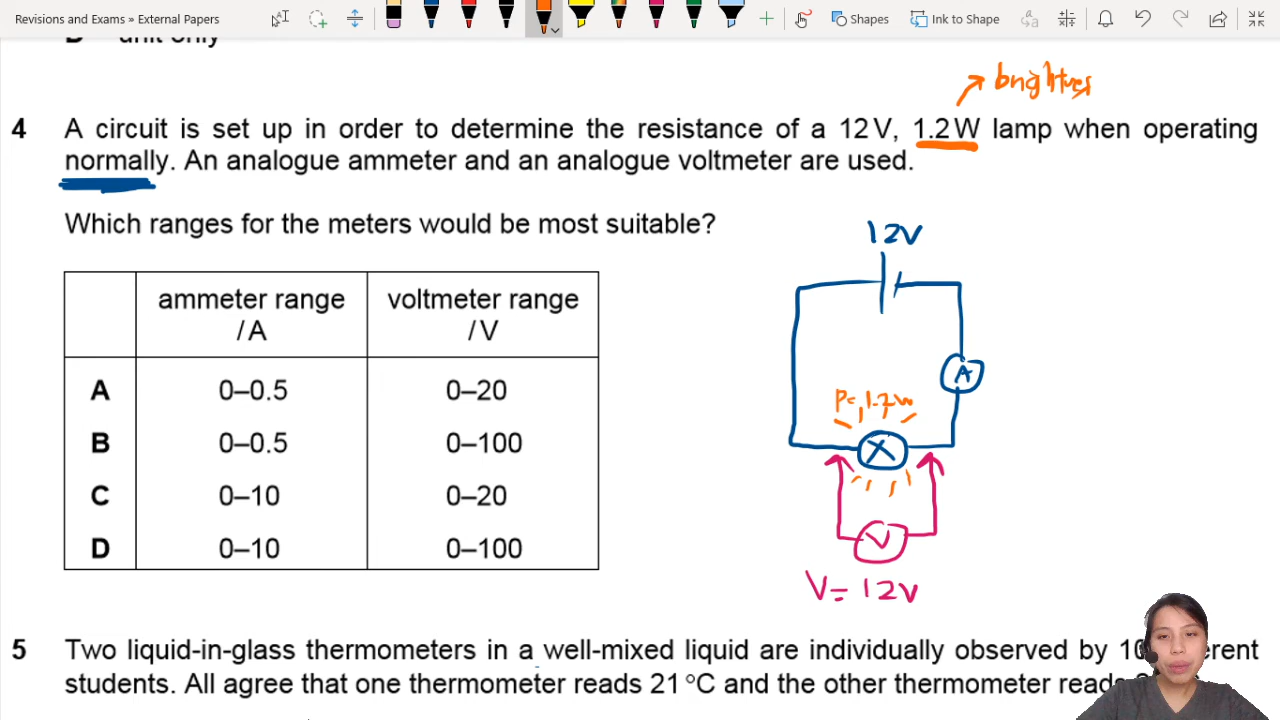 Revisions and Exams » External Papers
Shapes
Ink to Shape
unit only
brightness
4 A circuit is set up in order to determine the resistance of a 12 V, 1.2 W lamp when operating
normally. An analogue ammeter and an analogue voltmeter are used.
Which ranges for the meters would be most suitable?
ammeter range voltmeter range
/ A / V
A 0–0.5 0–20
B 0–0.5 0–100
C 0–10 0–20
D 0–10 0–100
12V
A
P=1.2W
V
V= 12V
5 Two liquid-in-glass thermometers in a well-mixed liquid are individually observed by 10
students. All agree that one thermometer reads 21 °C and the other thermometer reads